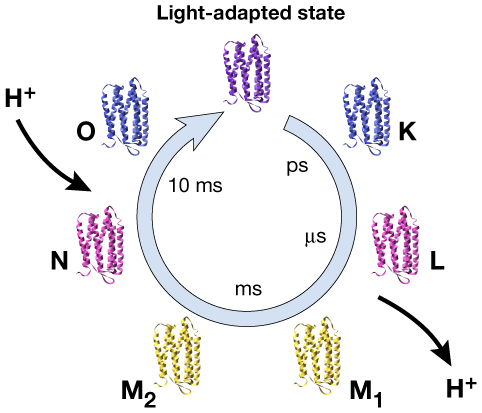 Light-adapted state
H⁺
O
K
ps
10 ms
μs
N
L
ms
M₂
M₁
H⁺